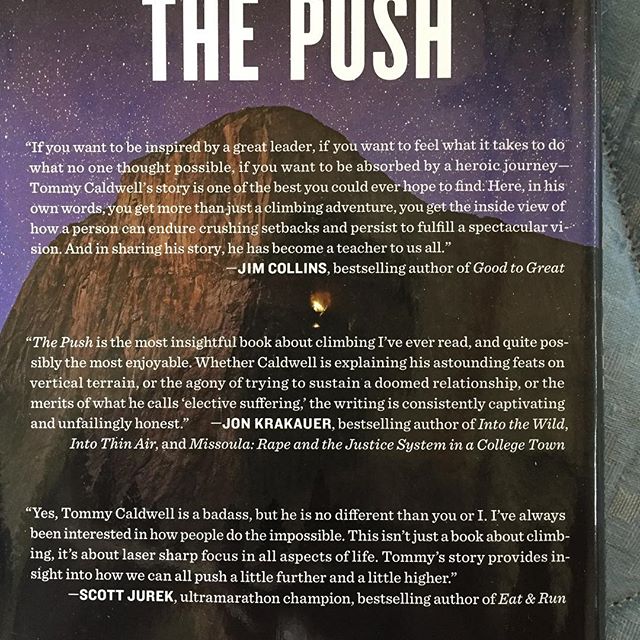 THE PUSH
“If you want to be inspired by a great leader, if you want to feel what it takes to do
what no one thought possible, if you want to be absorbed by a heroic journey—
Tommy Caldwell’s story is one of the best you could ever hope to find. Here, in his
own words, you get more than just a climbing adventure, you get the inside view of
how a person can endure crushing setbacks and persist to fulfill a spectacular vi-
sion. And in sharing his story, he has become a teacher to us all.”
—JIM COLLINS, bestselling author of Good to Great
“The Push is the most insightful book about climbing I’ve ever read, and quite pos-
sibly the most enjoyable. Whether Caldwell is explaining his astounding feats on
vertical terrain, or the agony of trying to sustain a doomed relationship, or the
merits of what he calls ‘elective suffering,’ the writing is consistently captivating
and unfailingly honest.” —JON KRAKAUER, bestselling author of Into the Wild,
Into Thin Air, and Missoula: Rape and the Justice System in a College Town
“Yes, Tommy Caldwell is a badass, but he is no different than you or I. I’ve always
been interested in how people do the impossible. This isn’t just a book about climb-
ing, it’s about laser sharp focus in all aspects of life. Tommy’s story provides in-
sight into how we can all push a little further and a little higher.”
—SCOTT JUREK, ultramarathon champion, bestselling author of Eat & Run